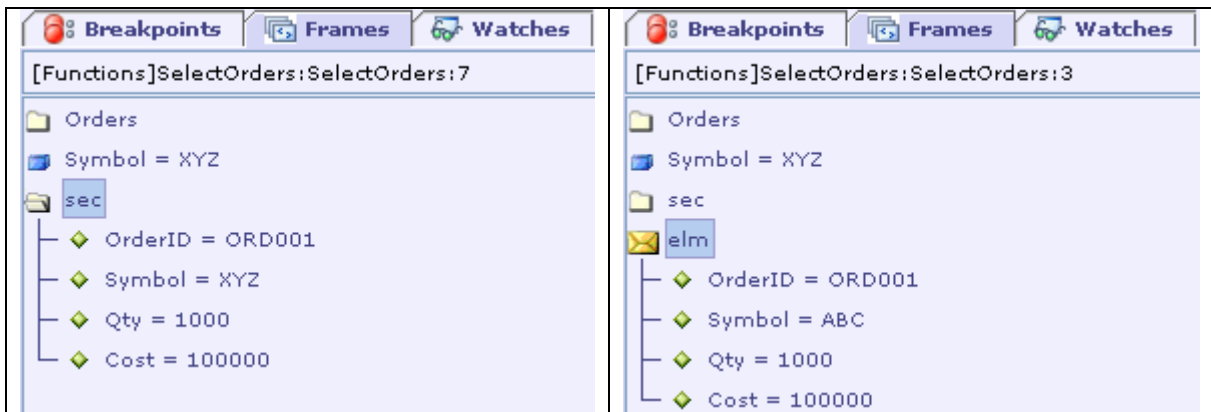 Breakpoints Frames Watches
[Functions]SelectOrders:SelectOrders:7
Orders
Symbol = XYZ
sec
OrderID = ORD001
Symbol = XYZ
Qty = 1000
Cost = 100000
Breakpoints Frames Watches
[Functions]SelectOrders:SelectOrders:3
Orders
Symbol = XYZ
sec
elm
OrderID = ORD001
Symbol = ABC
Qty = 1000
Cost = 100000